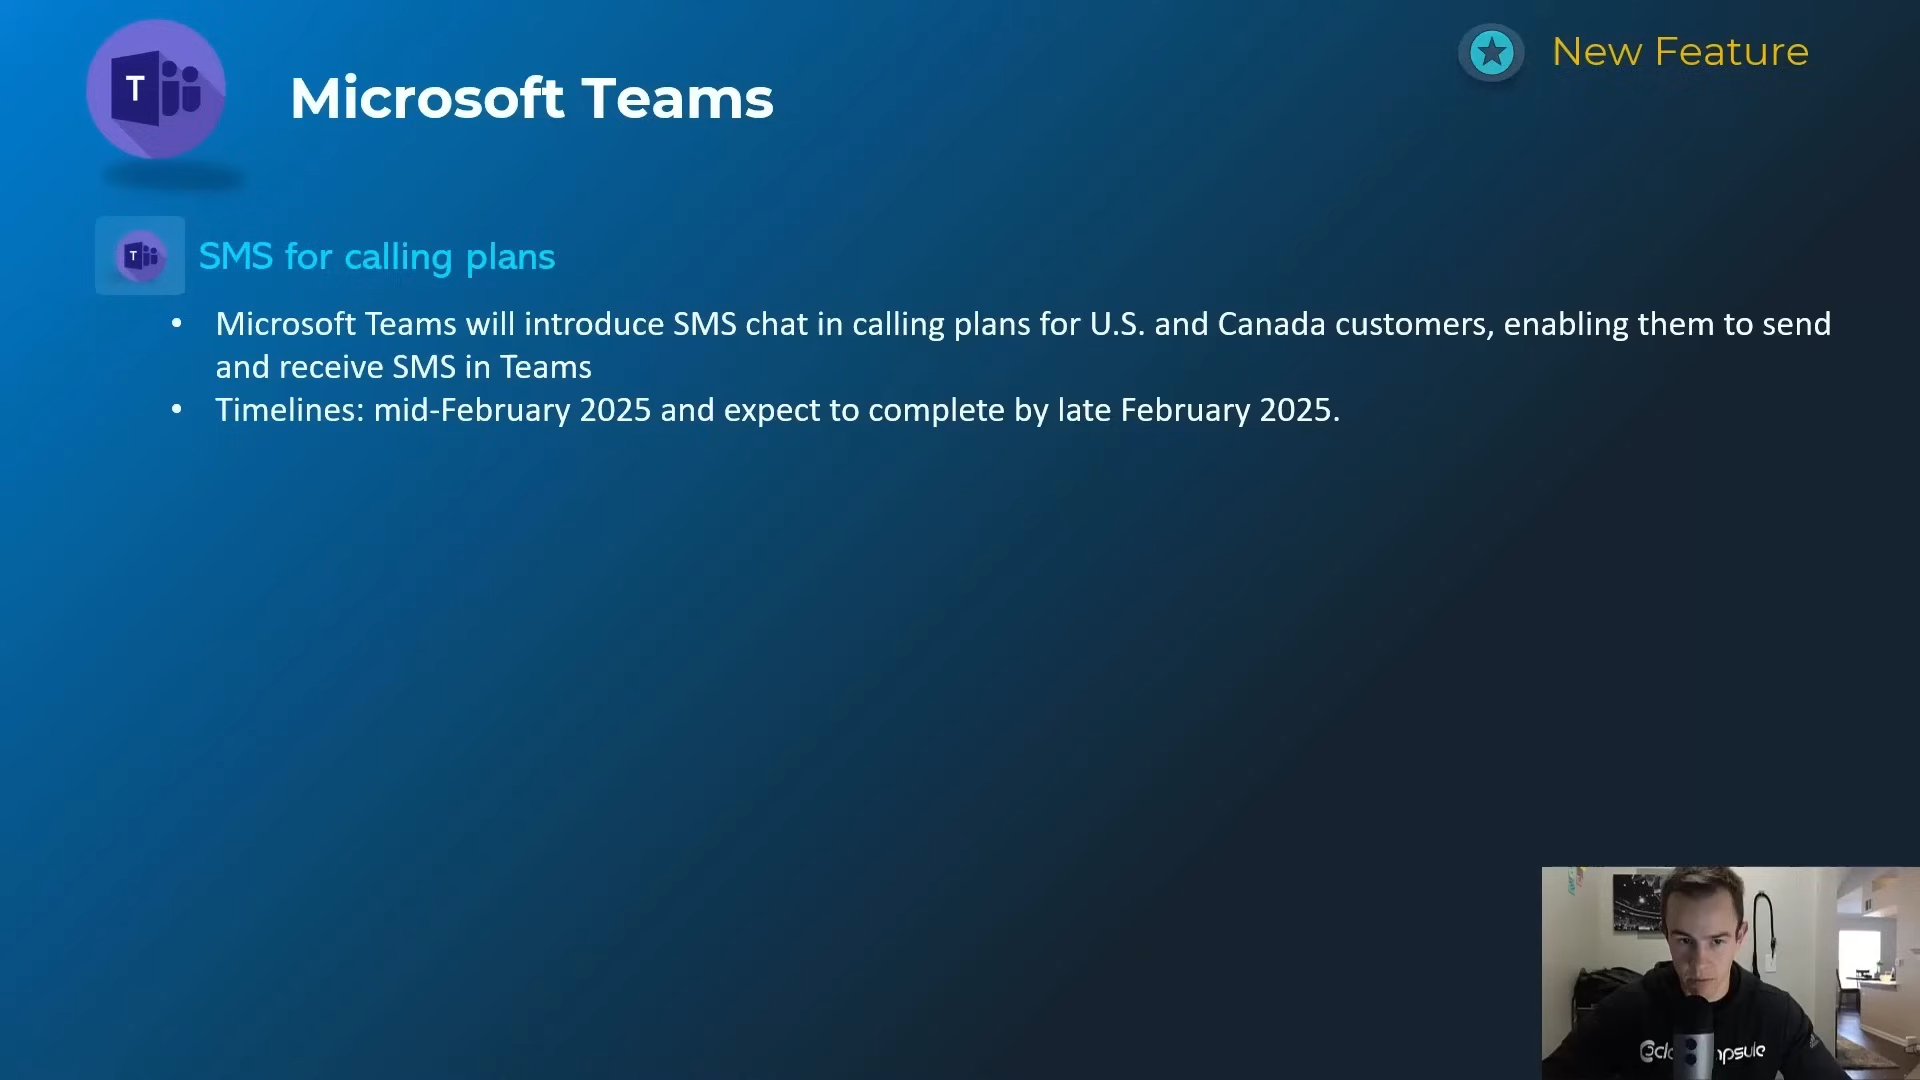 T
Microsoft Teams
New Feature
T
SMS for calling plans
• Microsoft Teams will introduce SMS chat in calling plans for U.S. and Canada customers, enabling them to send
and receive SMS in Teams
• Timelines: mid-February 2025 and expect to complete by late February 2025.